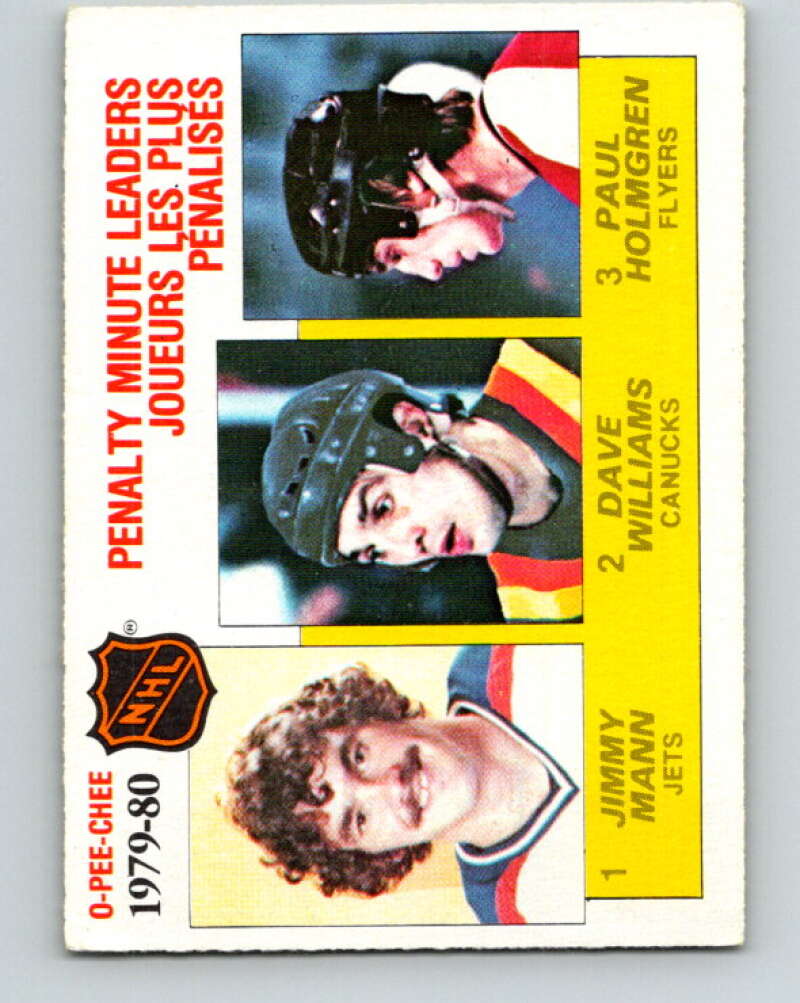 O-PEE-CHEE
1979-80
NHL
®
PENALTY MINUTE LEADERS
JOUEURS LES PLUS
PÉNALISÉS
1 JIMMY
MANN
JETS
2 DAVE
WILLIAMS
CANUCKS
3 PAUL
HOLMGREN
FLYERS